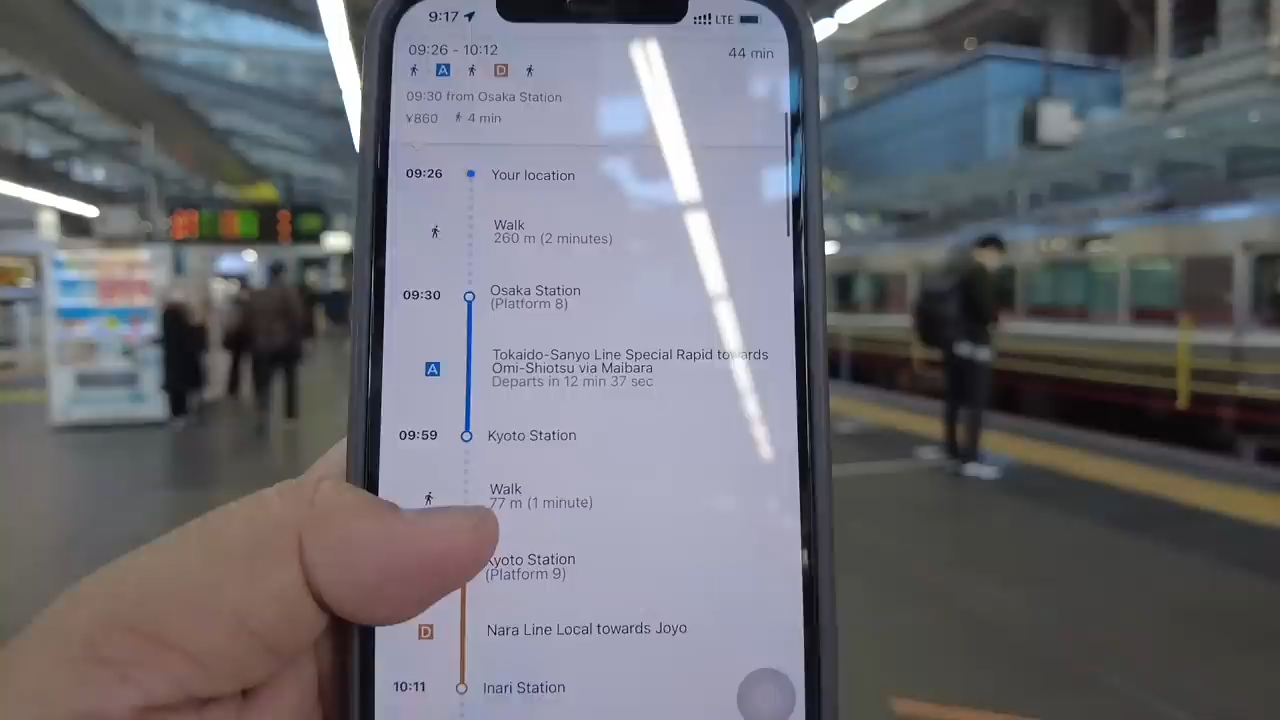 9:17
LTE
09:26 - 10:12
44 min
A
D
09:30 from Osaka Station
¥860
4 min
09:26
Your location
Walk
260 m (2 minutes)
09:30
Osaka Station
(Platform 8)
A
Tokaido-Sanyo Line Special Rapid towards
Omi-Shiotsu via Maibara
Departs in 12 min 37 sec
09:59
Kyoto Station
Walk
77 m (1 minute)
Kyoto Station
(Platform 9)
D
Nara Line Local towards Joyo
10:11
Inari Station